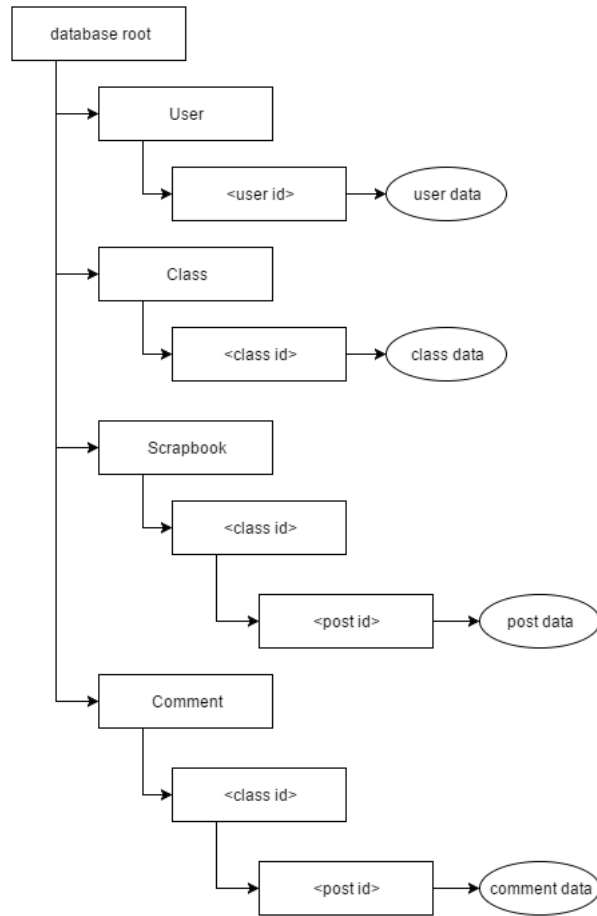 database root
User
<user id>
user data
Class
<class id>
class data
Scrapbook
<class id>
<post id>
post data
Comment
<class id>
<post id>
comment data